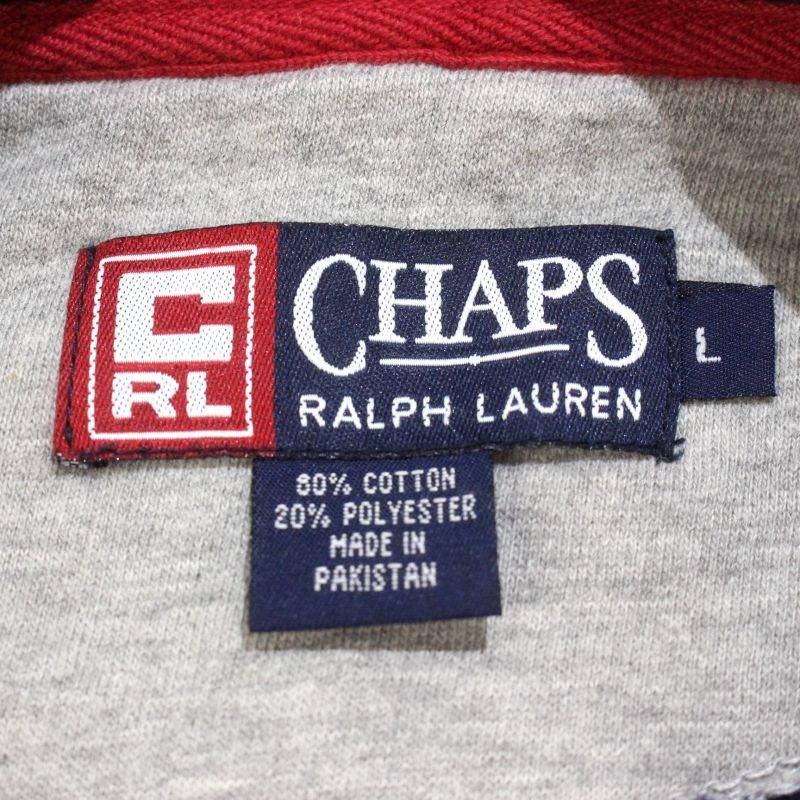 C
RL
CHAPS
RALPH LAUREN
L
80% COTTON
20% POLYESTER
MADE IN
PAKISTAN